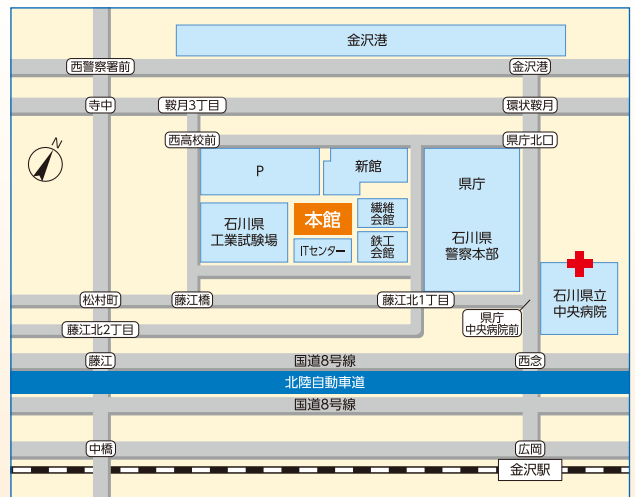 金沢港
西警察署前
金沢港
寺中
鞍月3丁目
環状鞍月
N
西高校前
県庁北口
P
新館
県庁
石川県
工業試験場
本館
繊維
会館
ITセンター
鉄工
会館
石川県
警察本部
石川県立
中央病院
松村町
藤江橋
藤江北1丁目
県庁
中央病院前
藤江北2丁目
藤江
国道8号線
西念
北陸自動車道
国道8号線
中橋
広岡
金沢駅